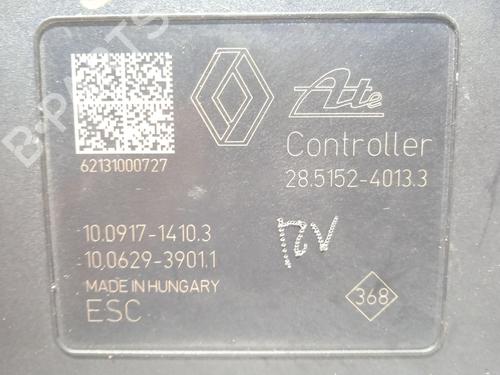 B-PARTS
Ate
62131000727
Controller
28.5152-4013.3
10.0917-1410.3
10.0629-3901.1
MADE IN HUNGARY
ESC
368